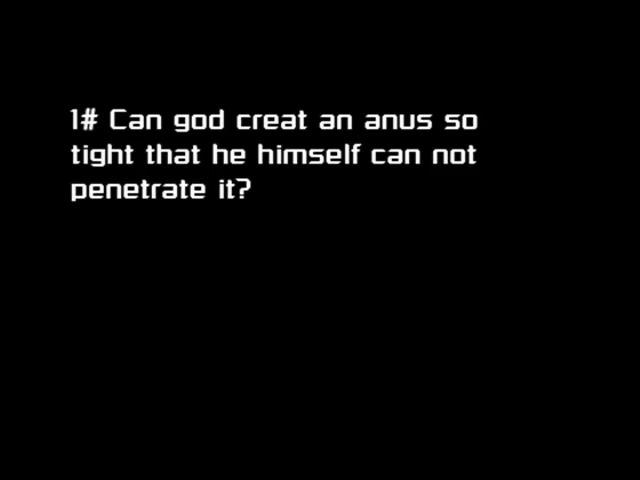 1# Can god creat an anus so
tight that he himself can not
penetrate it?